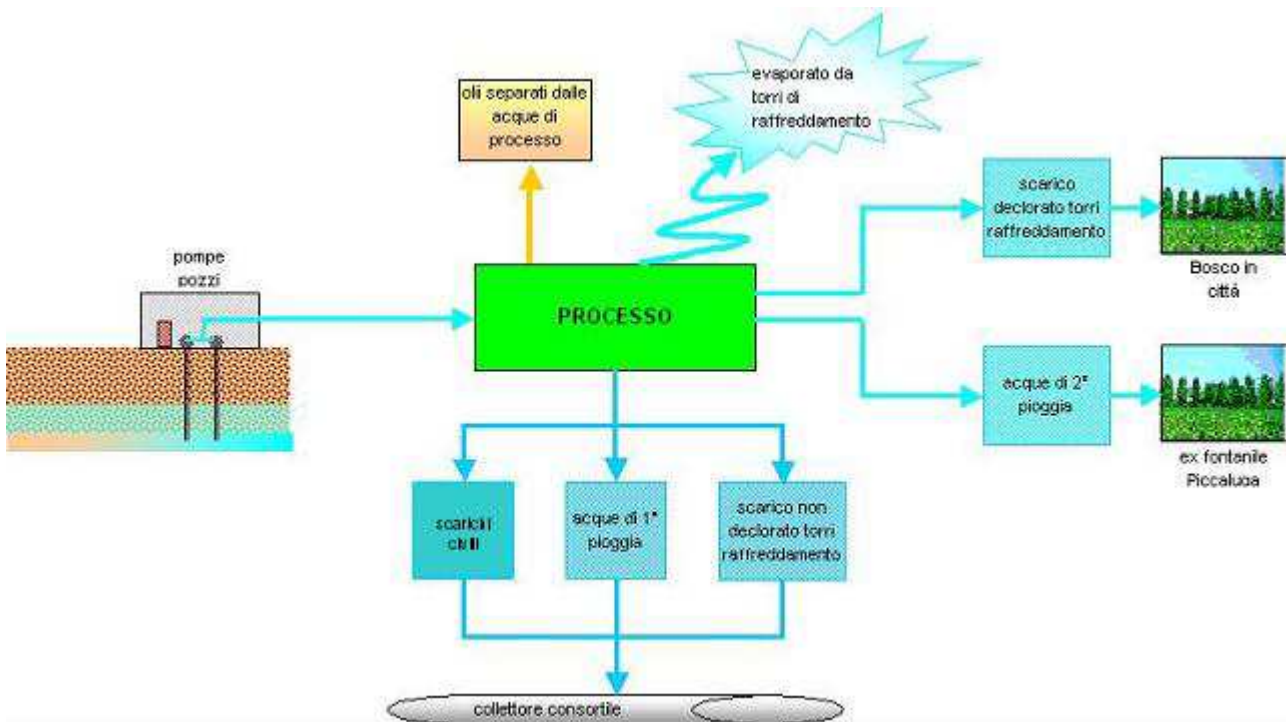 olii separati dalle
acque di
processo
evaporato da
torri di
raffreddamento
scarico
declorato torri
raffreddamento
Bosco in
città
pompe
pozzi
PROCESSO
acque di 2°
pioggia
ex fontanile
Piccaluga
scarichi
civili
acque di 1°
pioggia
scarico non
declorato torri
raffreddamento
collettore consortile